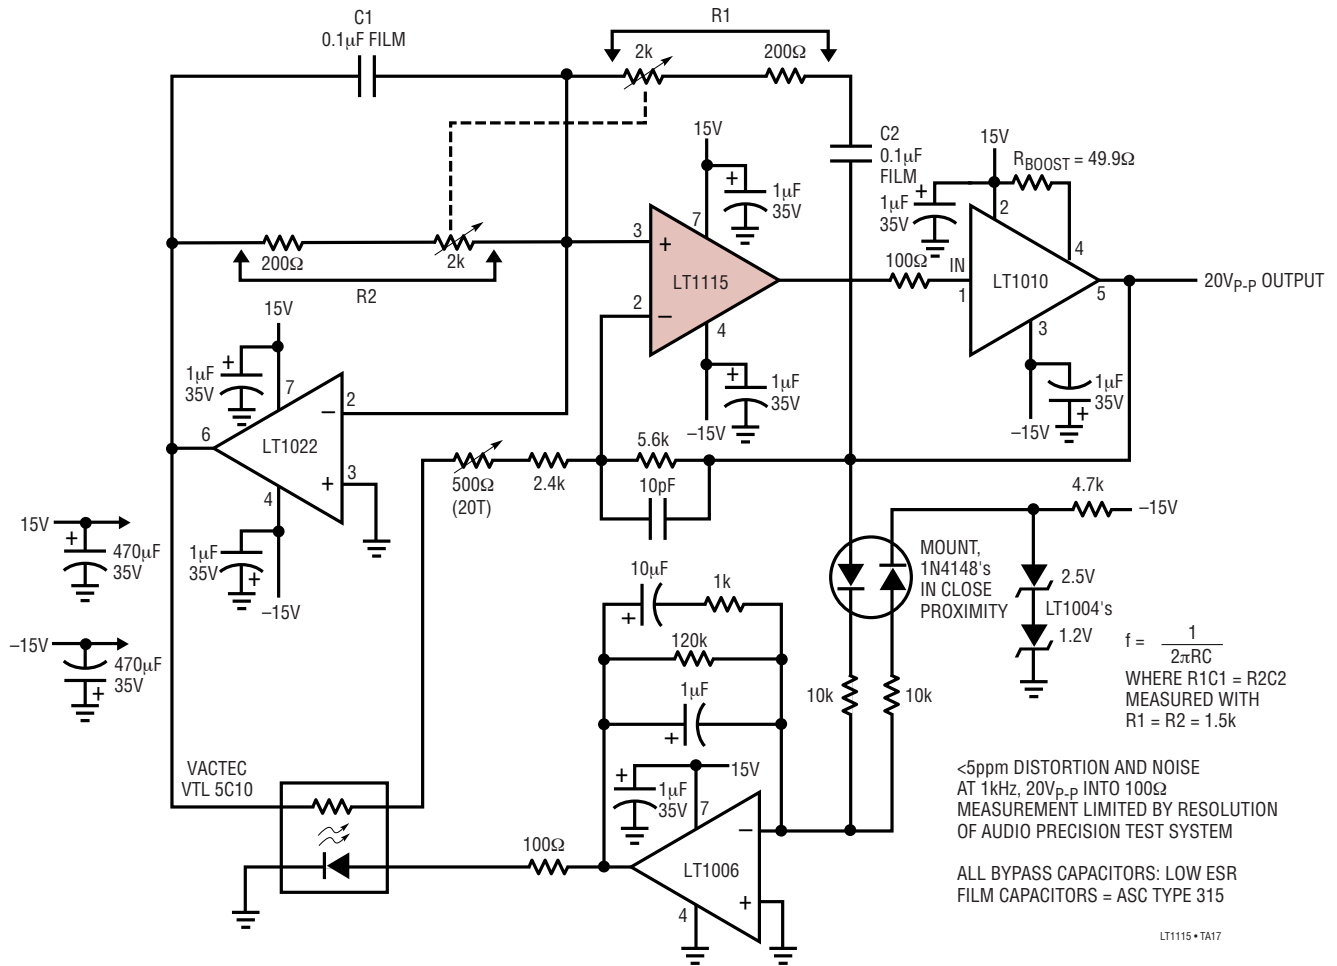 C1
0.1µF FILM
R1
2k
200Ω
15V
C2
0.1µF
FILM
15V
R_BOOST = 49.9Ω
+
1µF
35V
+
1µF
35V
2
7
3
+
4
200Ω
2k
R2
LT1115
100Ω
IN
1
LT1010
5
20V_P-P OUTPUT
2
–
4
3
15V
+
1µF
35V
+
1µF
35V
+
1µF
35V
7
2
–
–15V
–15V
6
LT1022
5.6k
3
+
500Ω
(20T)
2.4k
10pF
4
4.7k
–15V
15V
+
470µF
35V
1µF
35V
+
–15V
MOUNT,
1N4148's
IN CLOSE
PROXIMITY
2.5V
LT1004's
1.2V
10µF
+
1k
–15V
470µF
35V
+
120k
f =
1
2πRC
WHERE R1C1 = R2C2
MEASURED WITH
R1 = R2 = 1.5k
1µF
+
10k
10k
VACTEC
VTL 5C10
+
1µF
35V
15V
7
<5ppm DISTORTION AND NOISE
AT 1kHz, 20V_P-P INTO 100Ω
MEASUREMENT LIMITED BY RESOLUTION
OF AUDIO PRECISION TEST SYSTEM
–
100Ω
LT1006
+
4
ALL BYPASS CAPACITORS: LOW ESR
FILM CAPACITORS = ASC TYPE 315
LT1115 • TA17